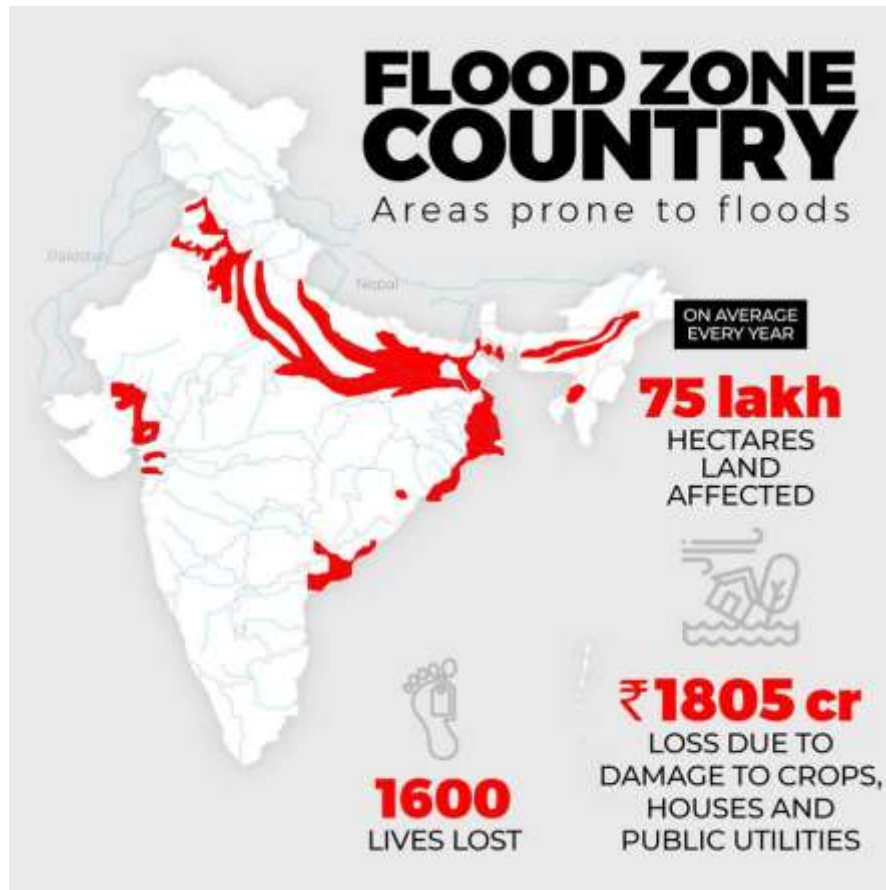 FLOOD ZONE
COUNTRY
Areas prone to floods
Pakistan
Nepal
ON AVERAGE
EVERY YEAR
75 lakh
HECTARES
LAND
AFFECTED
₹1805 cr
LOSS DUE TO
DAMAGE TO CROPS,
HOUSES AND
PUBLIC UTILITIES
1600
LIVES LOST